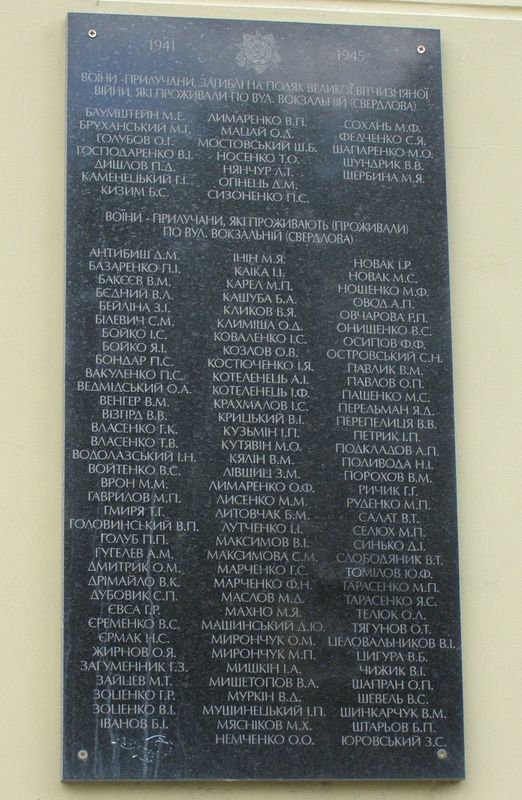 1941
1945
ВОЇНИ - ПРИЛУЧАНИ, ЗАГИБЛІ НА ПОЛЯХ ВЕЛИКОЇ ВІТЧИЗНЯНОЇ
ВІЙНИ, ЯКІ ПРОЖИВАЛИ ПО ВУЛ. ВОКЗАЛЬНІЙ (СВЕРДЛОВА)
БАУМШТЕЙН М.Е.
БРУХАНСЬКИЙ М.Г.
ГОЛУБОВ О.Г.
ГОСПОДАРЕНКО В.І.
ДИШЛОВ П.Д.
КАМЕНЕЦЬКИЙ Г.І.
КИЗИМ Б.С.
ЛИМАРЕНКО В.П.
МАЦАЙ О.Д.
МОСТОВСЬКИЙ Ш.Б.
НОСЕНКО Т.О.
НЯНЧУР Л.Т.
ОГІНЕЦЬ Д.М.
СИЗОНЕНКО П.С.
СОХАНЬ М.Ф.
ФЕДЧЕНКО С.Я.
ШАПАРЕНКО М.О.
ШУНДРИК В.В.
ЩЕРБИНА М.Я.
ВОЇНИ - ПРИЛУЧАНИ, ЯКІ ПРОЖИВАЮТЬ (ПРОЖИВАЛИ)
ПО ВУЛ. ВОКЗАЛЬНІЙ (СВЕРДЛОВА)
АНТИБИШ Д.М.
БАЗАРЕНКО П.І.
БАКЄЄВ В.М.
БЄДНИЙ В.Л.
БЕЙЛІНА З.І.
БІЛЕВИЧ С.М.
БОЙКО І.С.
БОЙКО Я.І.
БОНДАР П.С.
ВАКУЛЕНКО П.С.
ВЕДМІДСЬКИЙ О.А.
ВЕНГЕР В.М.
ВІЗГІРД В.В.
ВЛАСЕНКО Г.К.
ВЛАСЕНКО Т.В.
ВОДОЛАЗСЬКИЙ І.Н.
ВОЙТЕНКО В.С.
ВРОН М.М.
ГАВРИЛОВ М.П.
ГМИРЯ Т.Г.
ГОЛОВИНСЬКИЙ В.П.
ГОЛУБ П.П.
ГУГЕЛЕВ А.М.
ДМИТРИК О.М.
ДРІМАЙЛО В.К.
ДУБОВИК С.П.
ЄВСА Г.Р.
ЄРЕМЕНКО В.С.
ЄРМАК Н.С.
ЖИРНОВ О.Я.
ЗАГУМЕННИК Г.З.
ЗАЙЦЕВ М.Т.
ЗОЦЕНКО Г.Р.
ЗОЦЕНКО В.І.
ІВАНОВ Б.І.
ІНІН М.Я.
КАІКА І.І.
КАРЕЛ М.П.
КАШУБА Б.А.
КЛИКОВ В.Я.
КЛИМІША О.Д.
КОВАЛЕНКО І.С.
КОЗЛОВ О.В.
КОСТЮЧЕНКО І.Я.
КОТЕЛЕНЕЦЬ А.І.
КОТЕЛЕНЕЦЬ І.Ф.
КРАХМАЛОВ І.С.
КРИЦЬКИЙ В.І.
КУЗЬМІН І.П.
КУТЯВІН М.О.
КЯЛІН В.М.
ЛІВШИЦ З.М.
ЛИМАРЕНКО О.Ф.
ЛИСЕНКО М.М.
ЛИТОВЧАК Б.М.
ЛУТЧЕНКО І.І.
МАКСИМОВ В.І.
МАКСИМОВА С.М.
МАРЧЕНКО Г.С.
МАРЧЕНКО Ф.Н.
МАСЛОВ М.Д.
МАХНО М.Я.
МАШИНСЬКИЙ Д.Ю.
МИРОНЧУК О.М.
МИРОНЧУК М.П.
МИШКІН І.А.
МИШЕТОПОВ В.А.
МУРКІН В.Д.
МУШИНЕЦЬКИЙ І.П.
МЯСНІКОВ М.Х.
НЕМЧЕНКО О.О.
НОВАК І.Р.
НОВАК М.С.
НОЩЕНКО М.Ф.
ОВОД А.П.
ОВЧАРОВА Р.П.
ОНИЩЕНКО В.С.
ОСИПОВ Ф.Ф.
ОСТРОВСЬКИЙ С.Н.
ПАВЛИК В.М.
ПАВЛОВ О.П.
ПАЩЕНКО М.С.
ПЕРЕЛЬМАН Я.Д.
ПЕРЕПЕЛИЦЯ В.В.
ПЕТРИК І.П.
ПОДКЛАДОВ А.П.
ПОЛИВОДА Н.І.
ПОРОХОВ В.М.
РИЧИК Г.Г.
РУДЕНКО М.П.
САЛАТ В.Т.
СЕЛЮХ М.П.
СИНЬКО Д.І.
СЛОБОДЯНИК В.Т.
ТОМІЛОВ Ю.Ф.
ТАРАСЕНКО М.П.
ТАРАСЕНКО Я.С.
ТЕЛЮК О.Л.
ТЯГУНОВ О.Т.
ЦЕЛОВАЛЬНИКОВ В.І.
ЦИГУРА В.Б.
ЧИЖИК В.І.
ШАПРАН О.П.
ШЕВЕЛЬ В.С.
ШИНКАРЧУК В.М.
ШТАРЬОВ Б.П.
ЮРОВСЬКИЙ З.С.